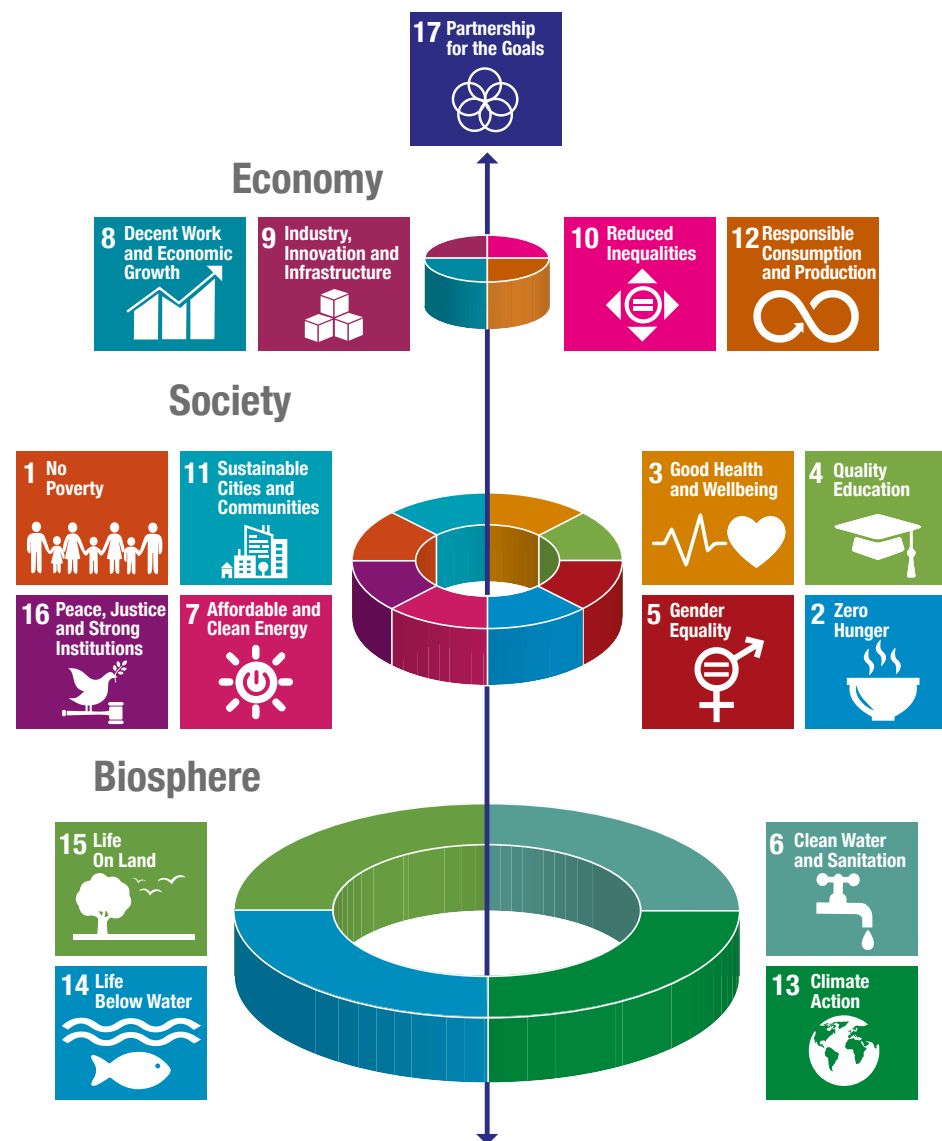 17 Partnership
for the Goals
Economy
8 Decent Work
and Economic
Growth
9 Industry,
Innovation and
Infrastructure
10 Reduced
Inequalities
12 Responsible
Consumption
and Production
Society
1 No
Poverty
11 Sustainable
Cities and
Communities
3 Good Health
and Wellbeing
4 Quality
Education
16 Peace, Justice
and Strong
Institutions
7 Affordable and
Clean Energy
5 Gender
Equality
2 Zero
Hunger
Biosphere
15 Life
On Land
6 Clean Water
and Sanitation
14 Life
Below Water
13 Climate
Action